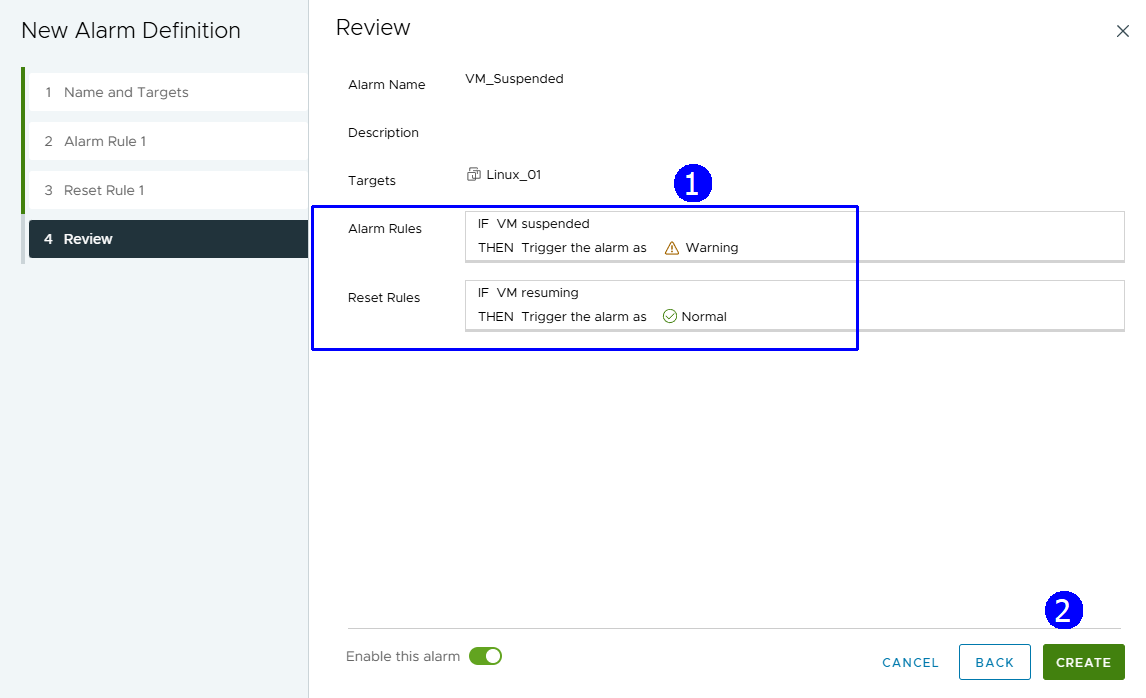 New Alarm Definition
1 Name and Targets
2 Alarm Rule 1
3 Reset Rule 1
4 Review
Review
Alarm Name VM_Suspended
Description
Targets Linux_01
1
Alarm Rules IF VM suspended
THEN Trigger the alarm as Warning
Reset Rules IF VM resuming
THEN Trigger the alarm as Normal
2
Enable this alarm
CANCEL BACK CREATE